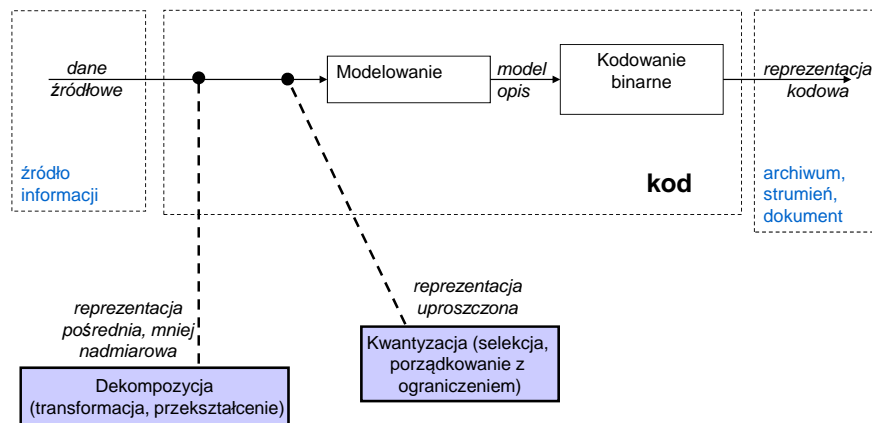 dane
źródłowe
Modelowanie
model
opis
Kodowanie
binarne
reprezentacja
kodowa
źródło
informacji
kod
archiwum,
strumień,
dokument
reprezentacja
pośrednia, mniej
nadmiarowa
reprezentacja
uproszczona
Dekompozycja
(transformacja, przekształcenie)
Kwantyzacja (selekcja,
porządkowanie z
ograniczeniem)